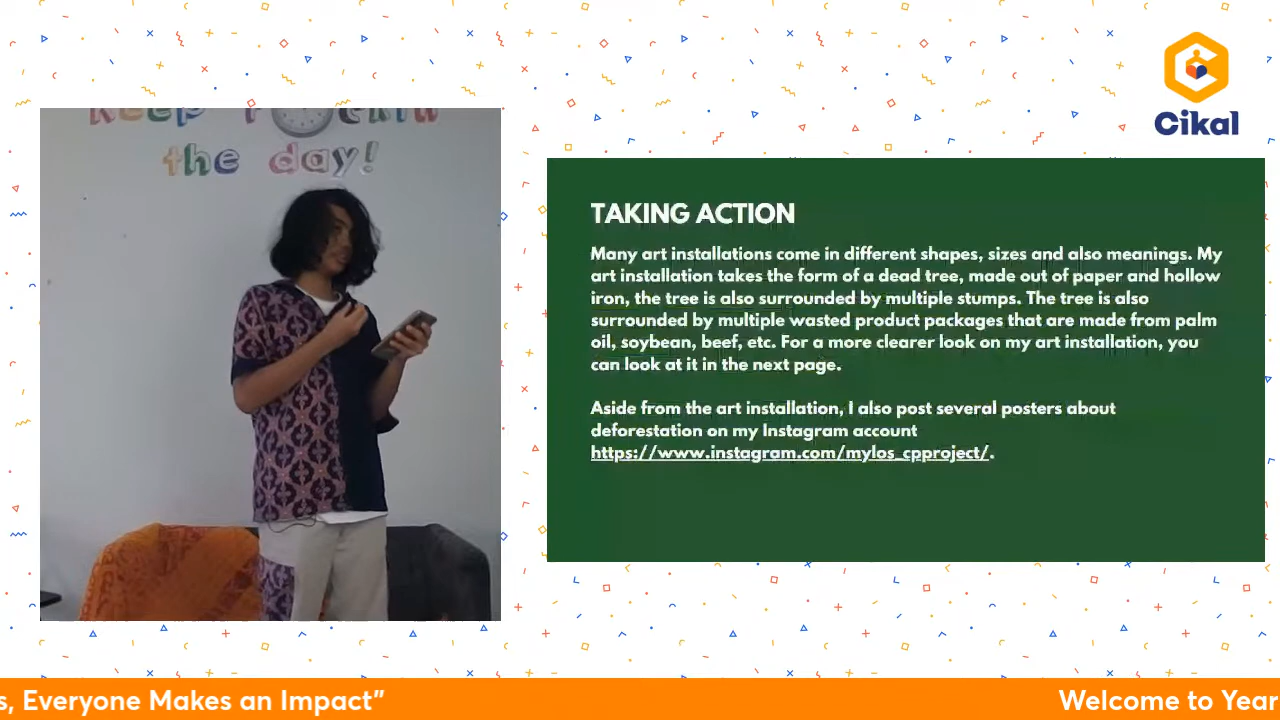 Keep r ckin
the day!
Cikal
TAKING ACTION
Many art installations come in different shapes, sizes and also meanings. My
art installation takes the form of a dead tree, made out of paper and hollow
iron, the tree is also surrounded by multiple stumps. The tree is also
surrounded by multiple wasted product packages that are made from palm
oil, soybean, beef, etc. For a more clearer look on my art installation, you
can look at it in the next page.
Aside from the art installation, I also post several posters about
deforestation on my Instagram account
https://www.instagram.com/mylos_cpproject/.
s, Everyone Makes an Impact”
Welcome to Year